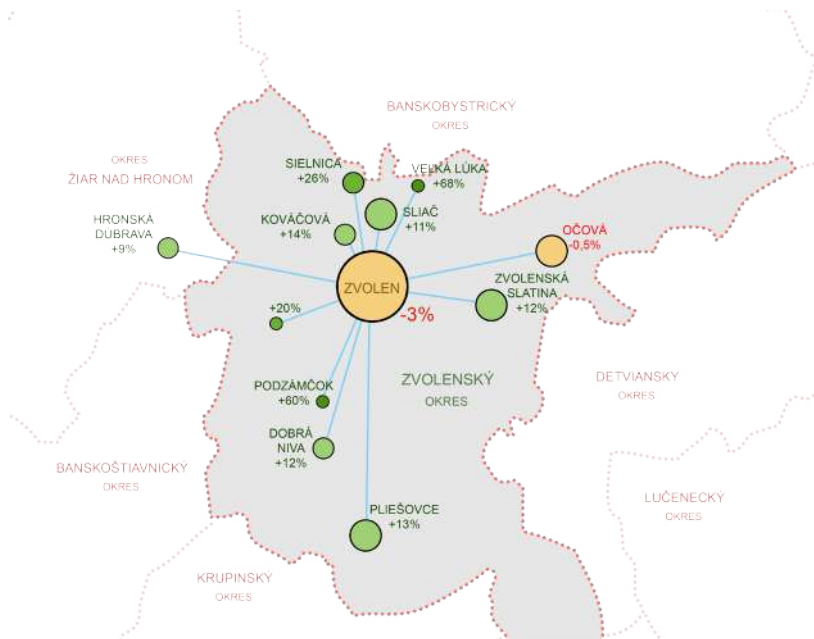 BANSKOBYSTRICKÝ
OKRES
OKRES
ŽIAR NAD HRONOM
SIELNICA
+26%
VEĽKÁ LÚKA
+68%
HRONSKÁ
DÚBRAVA
+9%
KOVÁČOVÁ
+14%
SLIAČ
+11%
OČOVÁ
-0,5%
ZVOLEN
-3%
ZVOLENSKÁ
SLATINA
+12%
+20%
PODZÁMČOK
+60%
ZVOLENSKÝ
OKRES
DETVIANSKY
OKRES
DOBRÁ
NIVA
+12%
BANSKOŠTIAVNICKÝ
OKRES
LUČENECKÝ
OKRES
PLIEŠOVCE
+13%
KRUPINSKÝ
OKRES